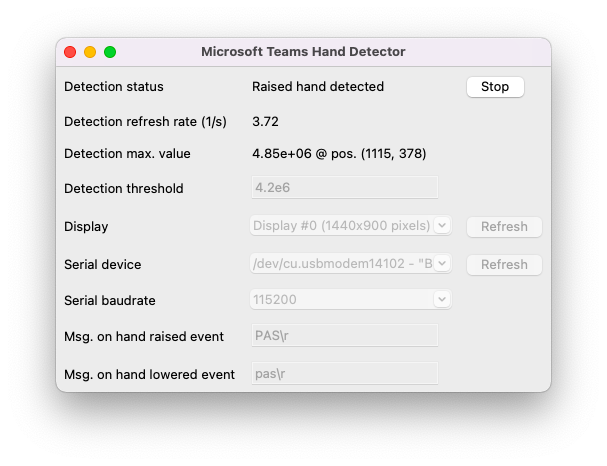 Microsoft Teams Hand Detector
Detection status Raised hand detected Stop
Detection refresh rate (1/s) 3.72
Detection max. value 4.85e+06 @ pos. (1115, 378)
Detection threshold 4.2e6
Display Display #0 (1440x900 pixels) Refresh
Serial device /dev/cu.usbmodem14102 - "B Refresh
Serial baudrate 115200
Msg. on hand raised event PAS\r
Msg. on hand lowered event pas\r